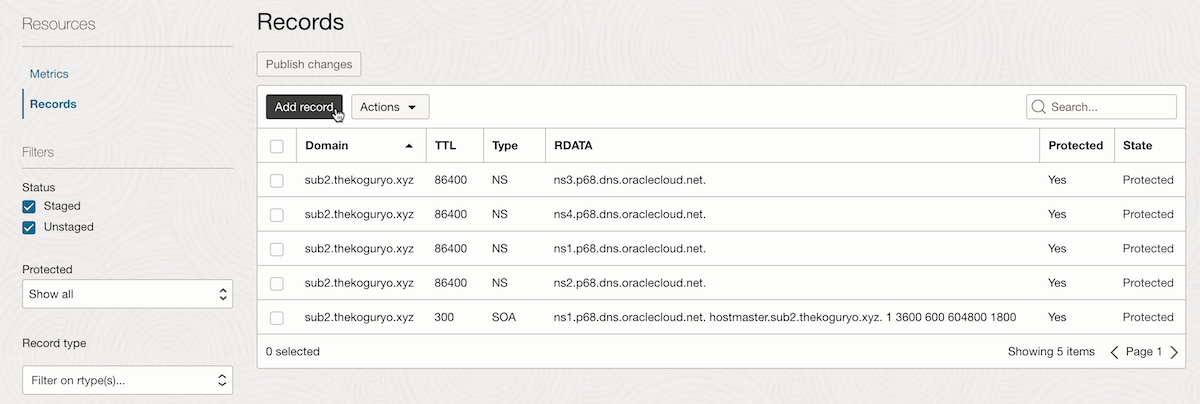 Resources
Metrics
Records
Filters
Status
Staged
Unstaged
Protected
Show all
Record type
Filter on rtype(s)...
Records
Publish changes
Add record Actions Search...
Domain TTL Type RDATA Protected State
sub2.thekoguryo.xyz 86400 NS ns3.p68.dns.oraclecloud.net. Yes Protected
sub2.thekoguryo.xyz 86400 NS ns4.p68.dns.oraclecloud.net. Yes Protected
sub2.thekoguryo.xyz 86400 NS ns1.p68.dns.oraclecloud.net. Yes Protected
sub2.thekoguryo.xyz 86400 NS ns2.p68.dns.oraclecloud.net. Yes Protected
sub2.thekoguryo.xyz 300 SOA ns1.p68.dns.oraclecloud.net. hostmaster.sub2.thekoguryo.xyz. 1 3600 600 604800 1800 Yes Protected
0 selected Showing 5 items Page 1